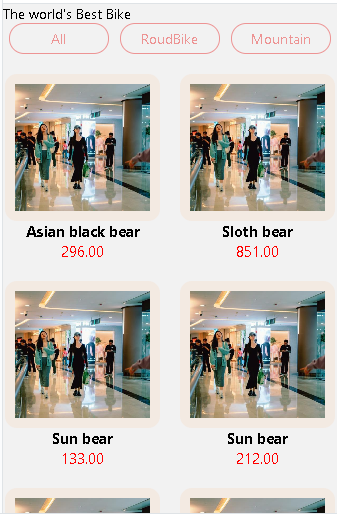 The world's Best Bike
All
RoudBike
Mountain
Asian black bear
Sloth bear
296.00
851.00
Sun bear
Sun bear
133.00
212.00